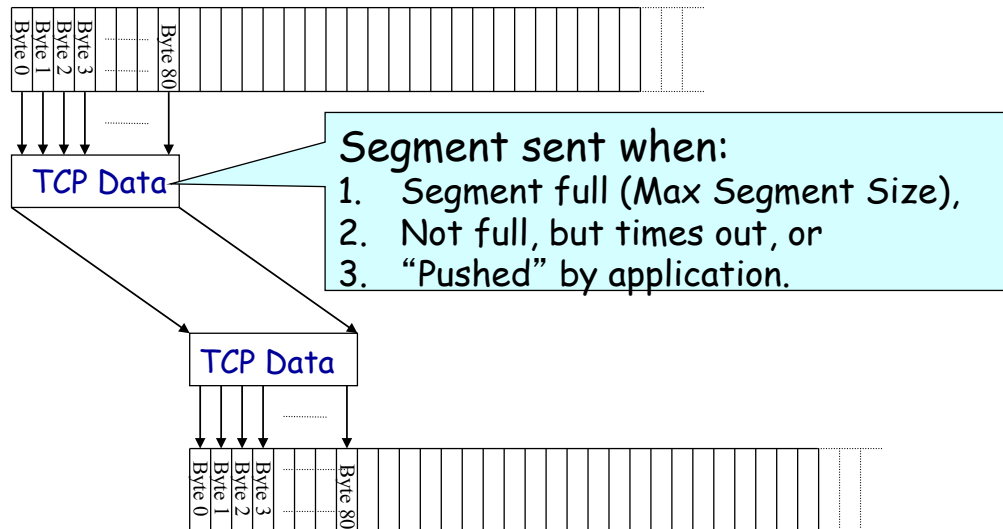 Byte 0
Byte 1
Byte 2
Byte 3
Byte 80
TCP Data
Segment sent when:
1. Segment full (Max Segment Size),
2. Not full, but times out, or
3. “Pushed” by application.
TCP Data
Byte 0
Byte 1
Byte 2
Byte 3
Byte 80